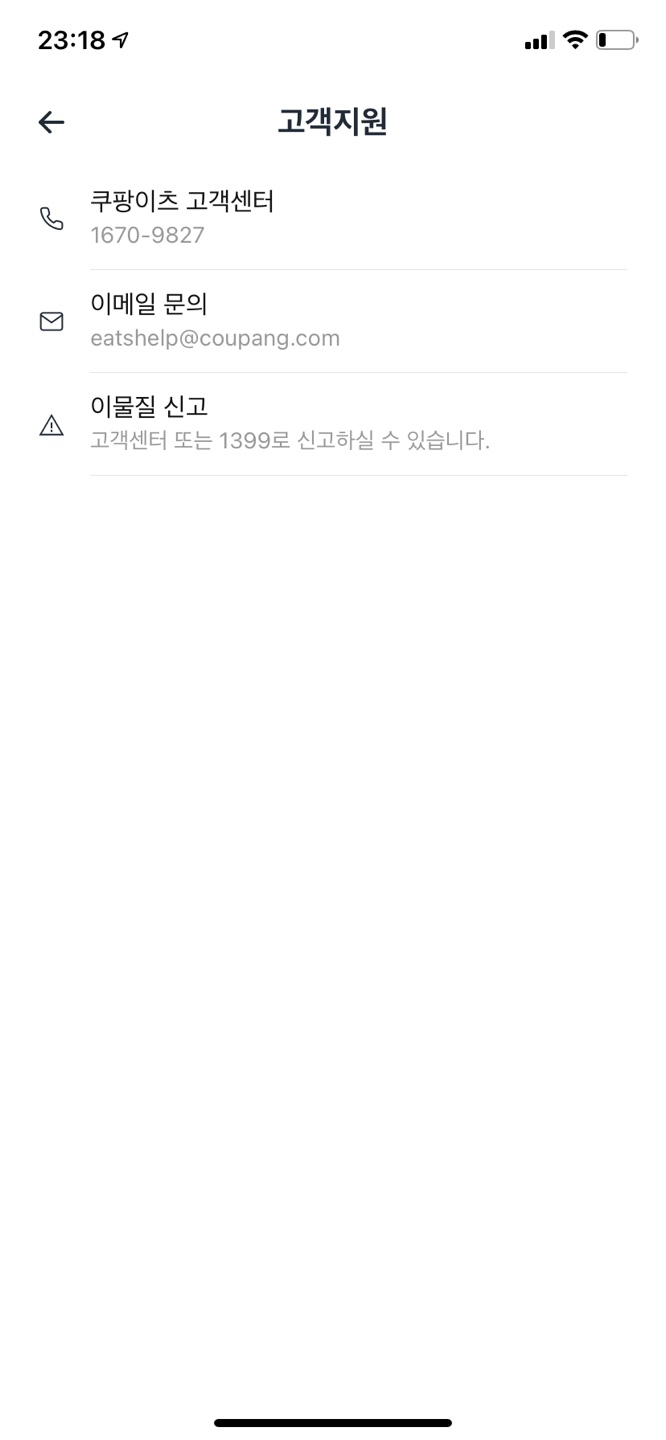 23:18
고객지원
쿠팡이츠 고객센터
1670-9827
이메일 문의
eatshelp@coupang.com
이물질 신고
고객센터 또는 1399로 신고하실 수 있습니다.